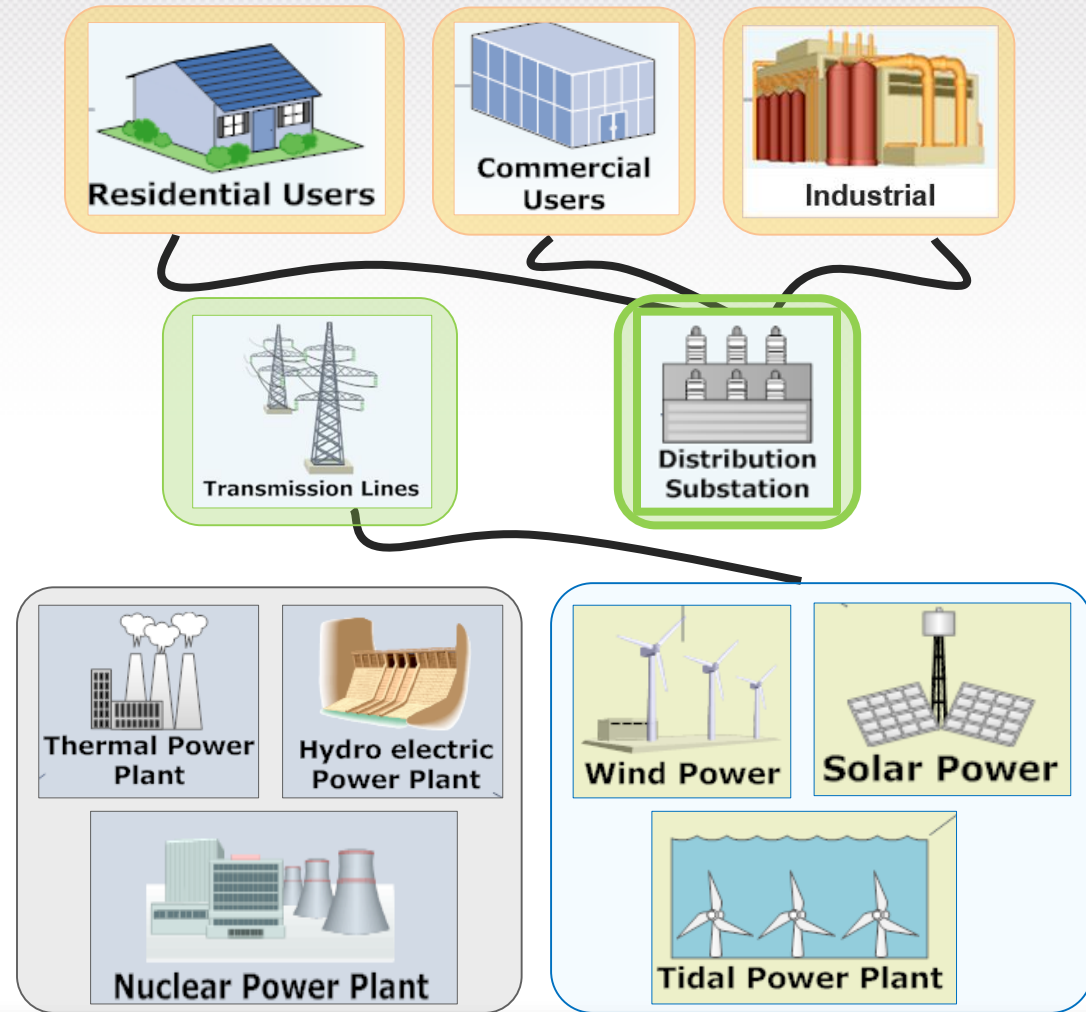 Residential Users
Commercial
Users
Industrial
Transmission Lines
Distribution
Substation
Thermal Power
Plant
Hydro electric
Power Plant
Nuclear Power Plant
Wind Power
Solar Power
Tidal Power Plant